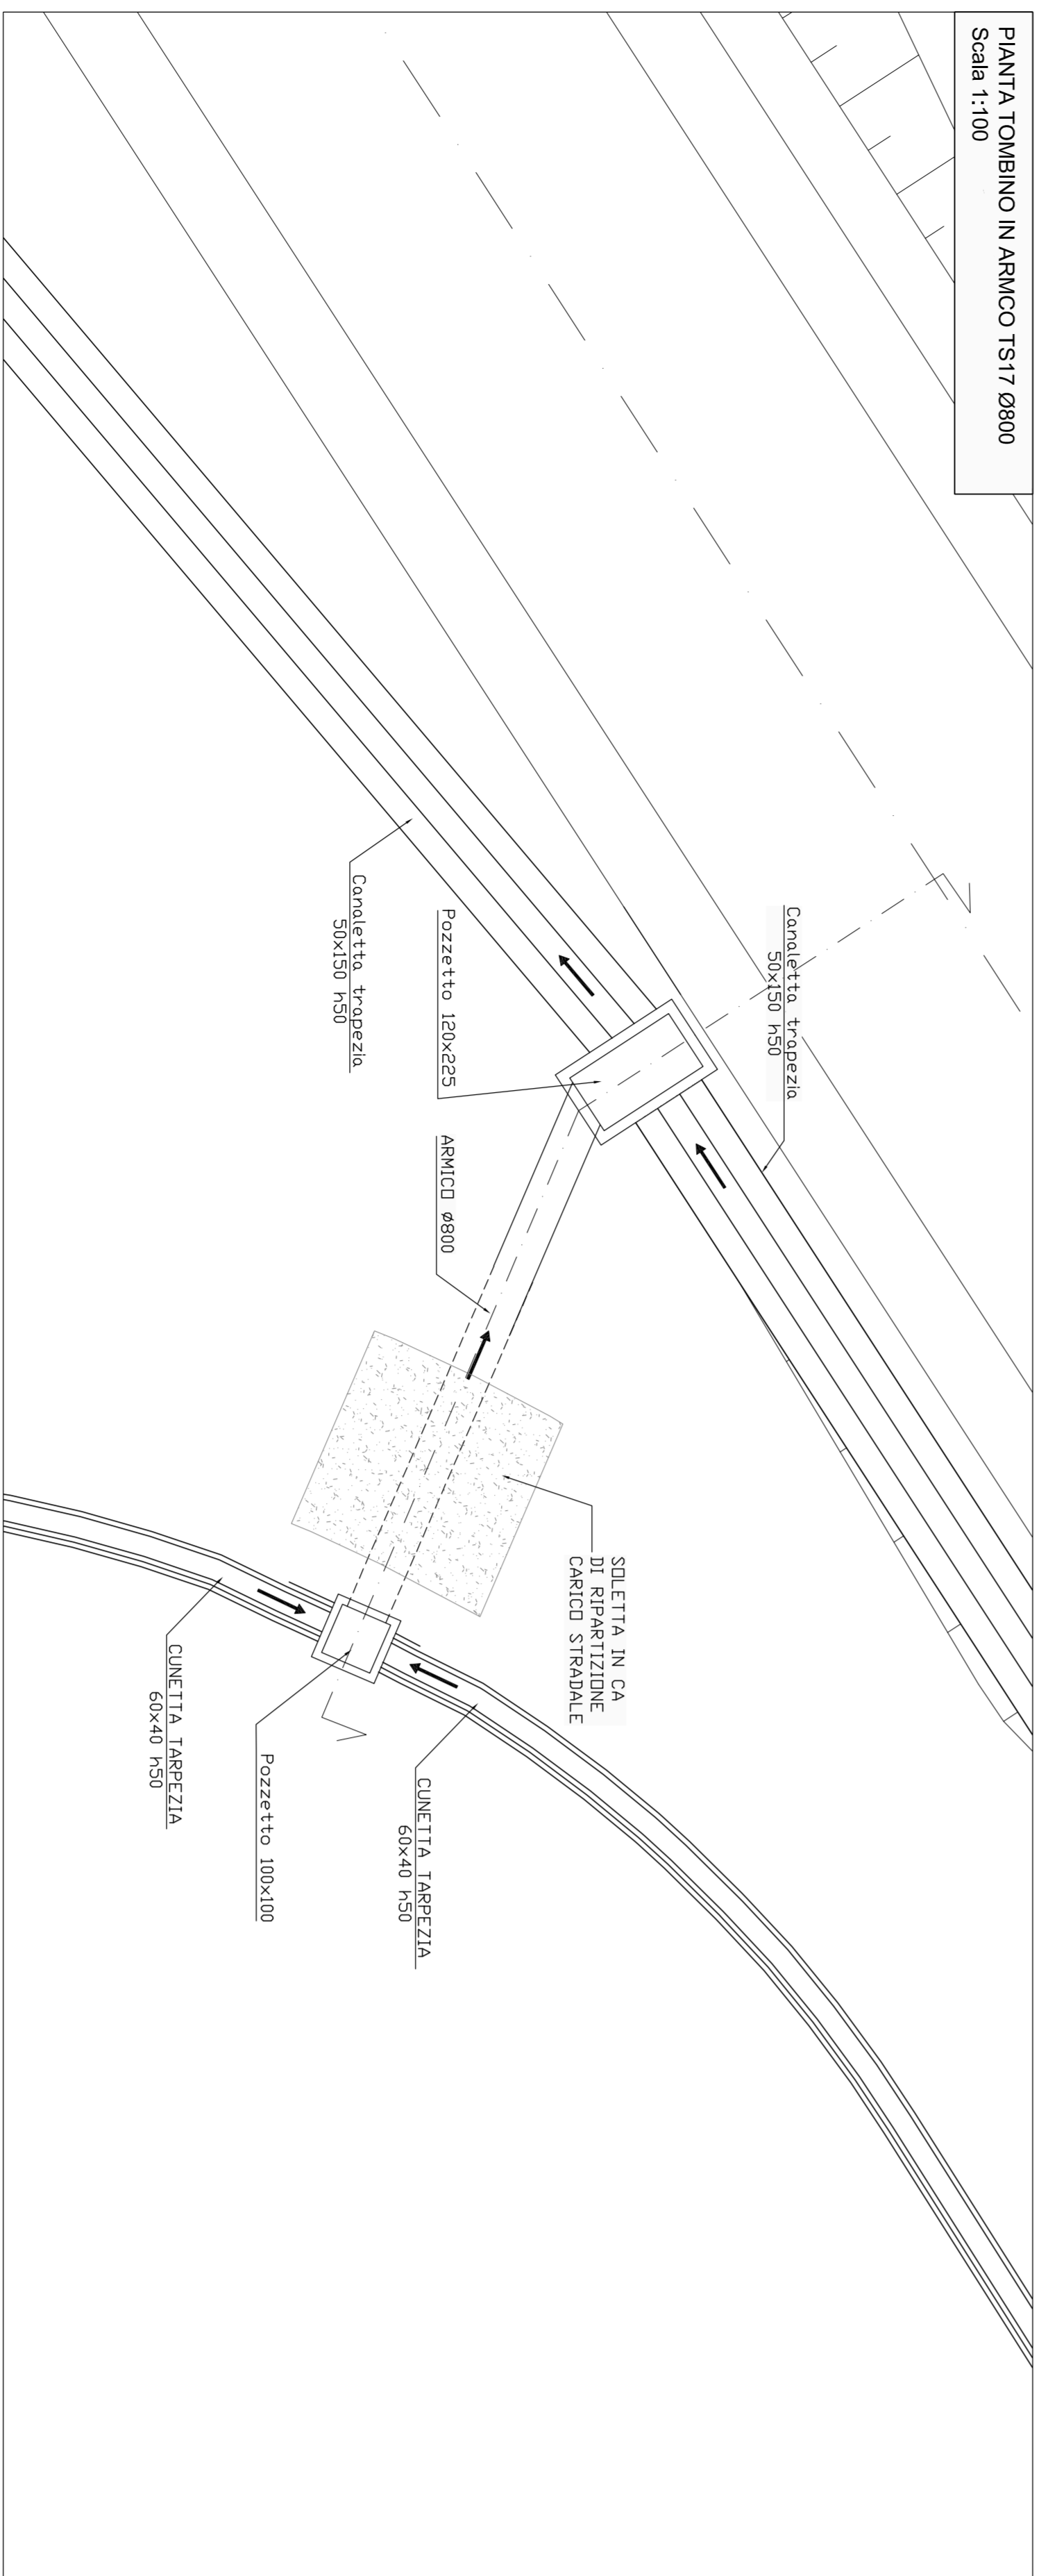 PIANTA TOMBINO IN ARMCO TS17 Ø800
Scala 1:100
Canaletta trapezia
50x150 h50
Pozzetto 120x225
Canaletta trapezia
50x150 h50
ARMICO Ø800
SOLETTA IN CA
DI RIPARTIZIONE
CARICO STRADALE
CUNETTA TARPEZIA
60x40 h50
Pozzetto 100x100
CUNETTA TARPEZIA
60x40 h50